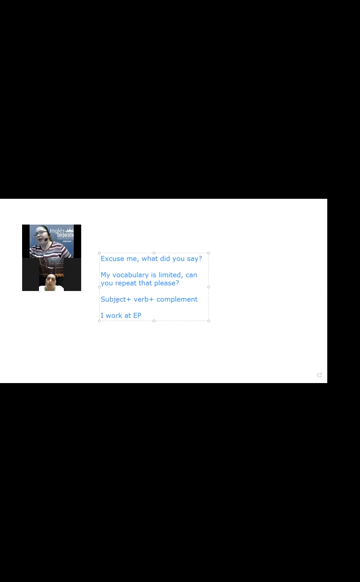 Excuse me, what did you say?
My vocabulary is limited, can
you repeat that please?
Subject+ verb+ complement
I work at EP